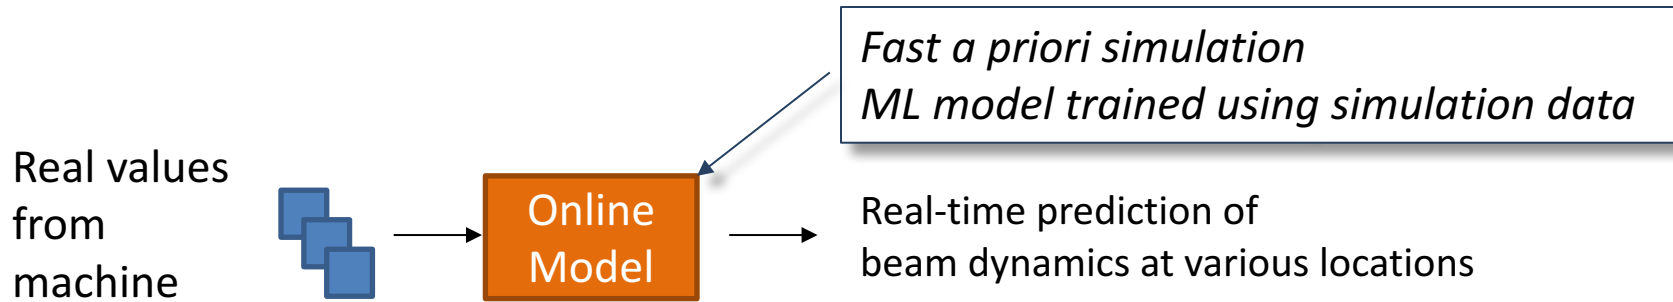 Fast a priori simulation
ML model trained using simulation data
Real values
from
machine
Online
Model
Real-time prediction of
beam dynamics at various locations